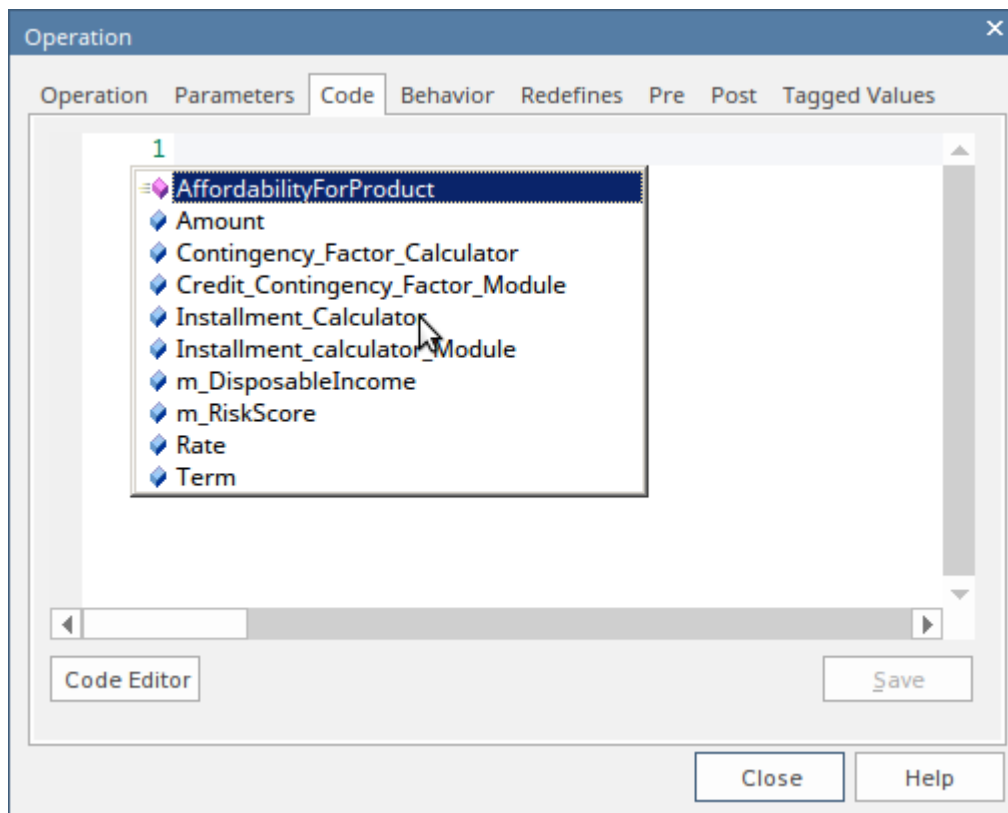 Operation
Operation Parameters Code Behavior Redefines Pre Post Tagged Values
1
AffordabilityForProduct
Amount
Contingency_Factor_Calculator
Credit_Contingency_Factor_Module
Installment_Calculator
Installment_calculator_Module
m_DisposableIncome
m_RiskScore
Rate
Term
Code Editor Save
Close Help